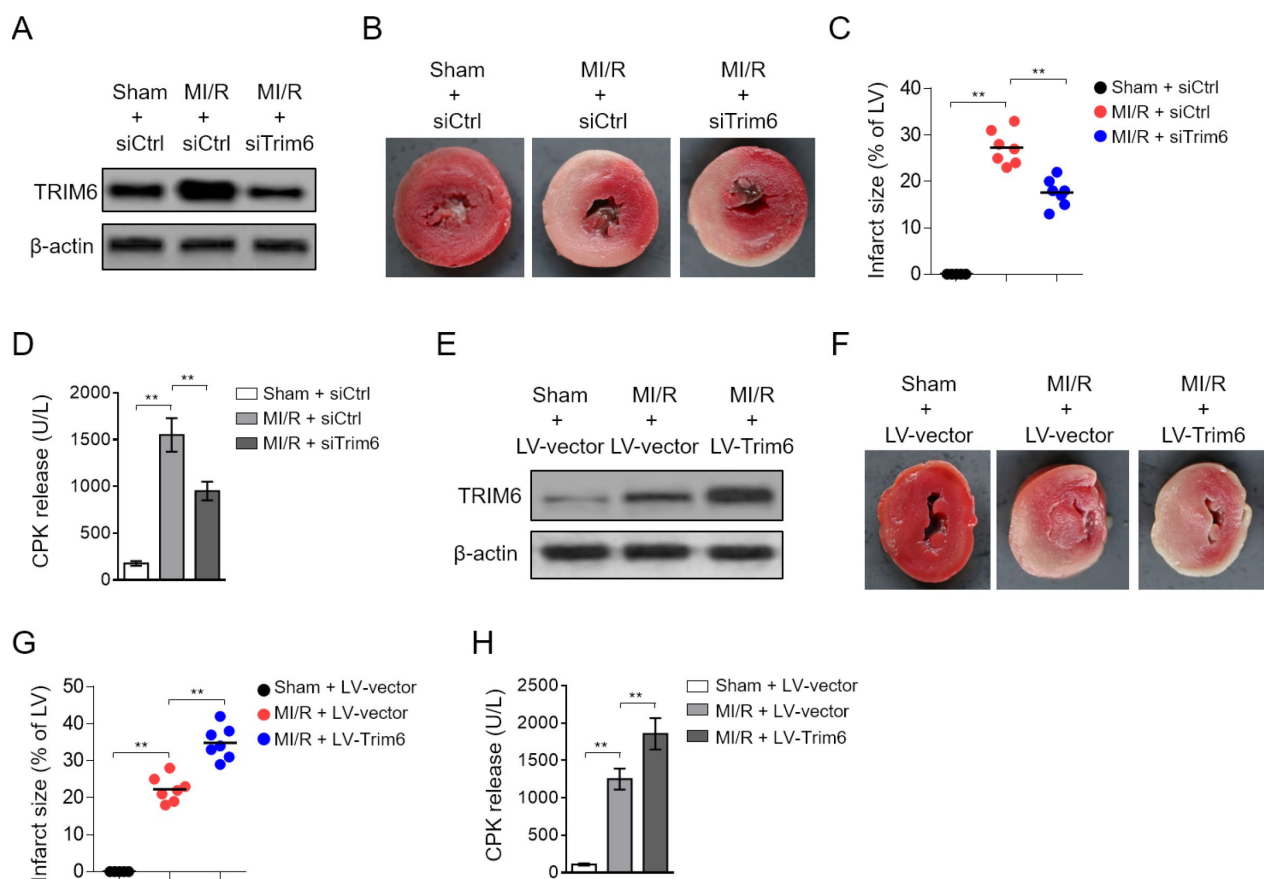 A
Sham MI/R MI/R
+ + +
siCtrl siCtrl siTrim6
TRIM6
β-actin
B
Sham MI/R MI/R
+ + +
siCtrl siCtrl siTrim6
C
Infarct size (% of LV)
40
30
20
10
0
**
**
Sham + siCtrl
MI/R + siCtrl
MI/R + siTrim6
D
CPK release (U/L)
2000
1500
1000
500
0
**
**
Sham + siCtrl
MI/R + siCtrl
MI/R + siTrim6
E
Sham MI/R MI/R
+ + +
LV-vector LV-vector LV-Trim6
TRIM6
β-actin
F
Sham MI/R MI/R
+ + +
LV-vector LV-vector LV-Trim6
G
Infarct size (% of LV)
50
40
30
20
10
0
**
**
Sham + LV-vector
MI/R + LV-vector
MI/R + LV-Trim6
H
CPK release (U/L)
2500
2000
1500
1000
500
0
**
**
Sham + LV-vector
MI/R + LV-vector
MI/R + LV-Trim6